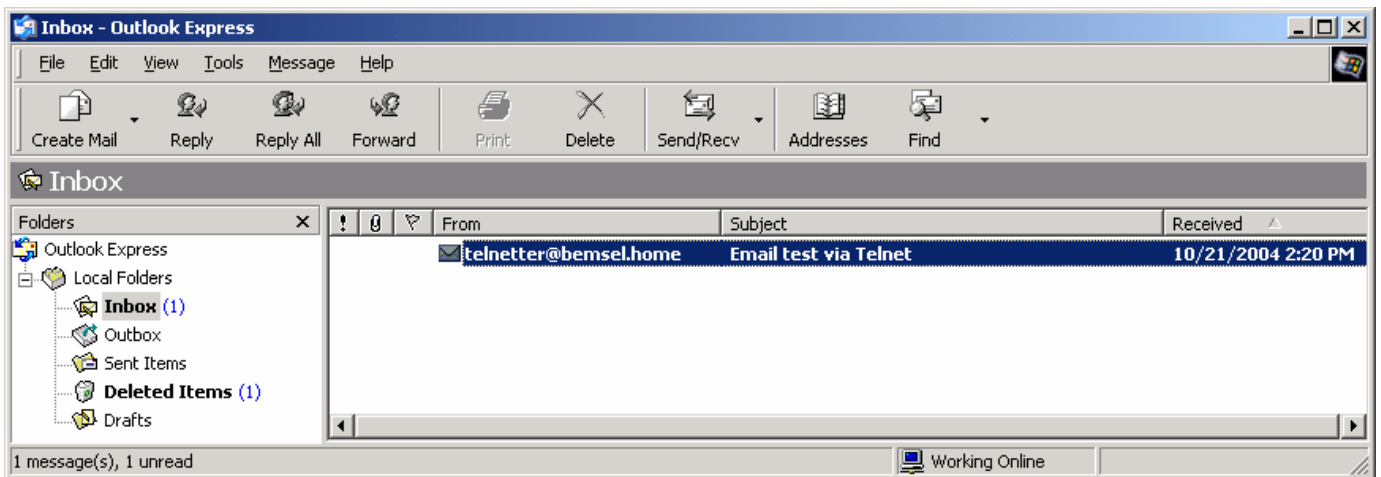 Inbox - Outlook Express
File Edit View Tools Message Help
Create Mail Reply Reply All Forward Print Delete Send/Recv Addresses Find
Inbox
Folders ! From Subject Received
Outlook Express telnetter@bemsel.home Email test via Telnet 10/21/2004 2:20 PM
Local Folders
Inbox (1)
Outbox
Sent Items
Deleted Items (1)
Drafts
1 message(s), 1 unread Working Online